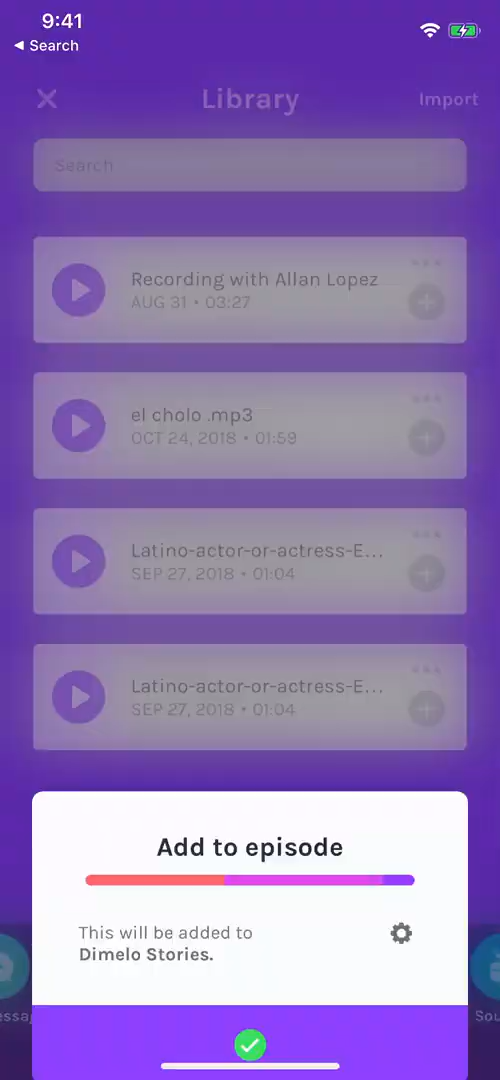 9:41
◀ Search
Library
Import
Search
Recording with Allan Lopez
AUG 31 • 03:27
el cholo .mp3
OCT 24, 2018 • 01:59
Latino-actor-or-actress-E...
SEP 27, 2018 • 01:04
Latino-actor-or-actress-E...
SEP 27, 2018 • 01:04
Add to episode
This will be added to
Dimelo Stories.
essa
Sou